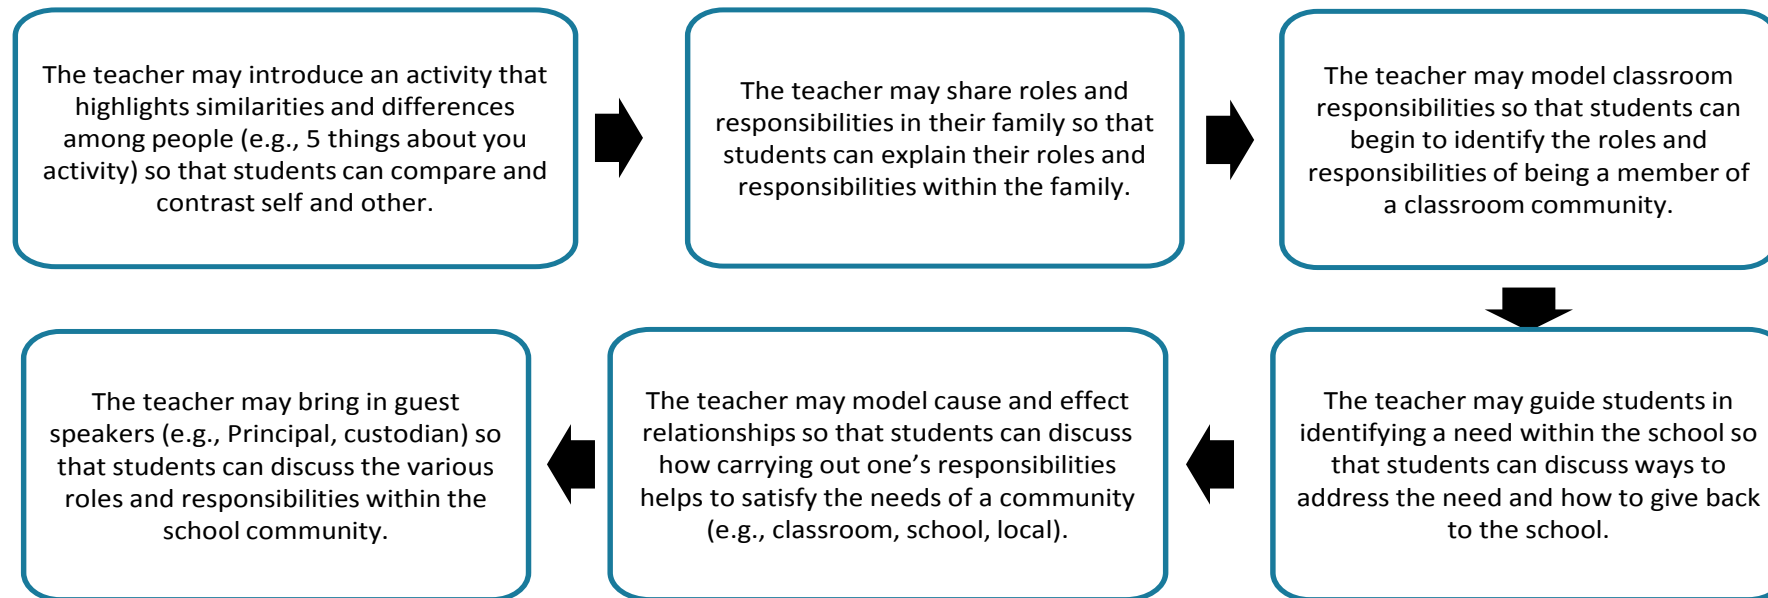 The teacher may introduce an activity that
highlights similarities and differences
among people (e.g., 5 things about you
activity) so that students can compare and
contrast self and other.
The teacher may share roles and
responsibilities in their family so that
students can explain their roles and
responsibilities within the family.
The teacher may model classroom
responsibilities so that students can
begin to identify the roles and
responsibilities of being a member of
a classroom community.
The teacher may guide students in
identifying a need within the school so
that students can discuss ways to
address the need and how to give back
to the school.
The teacher may model cause and effect
relationships so that students can discuss
how carrying out one’s responsibilities
helps to satisfy the needs of a community
(e.g., classroom, school, local).
The teacher may bring in guest
speakers (e.g., Principal, custodian) so
that students can discuss the various
roles and responsibilities within the
school community.